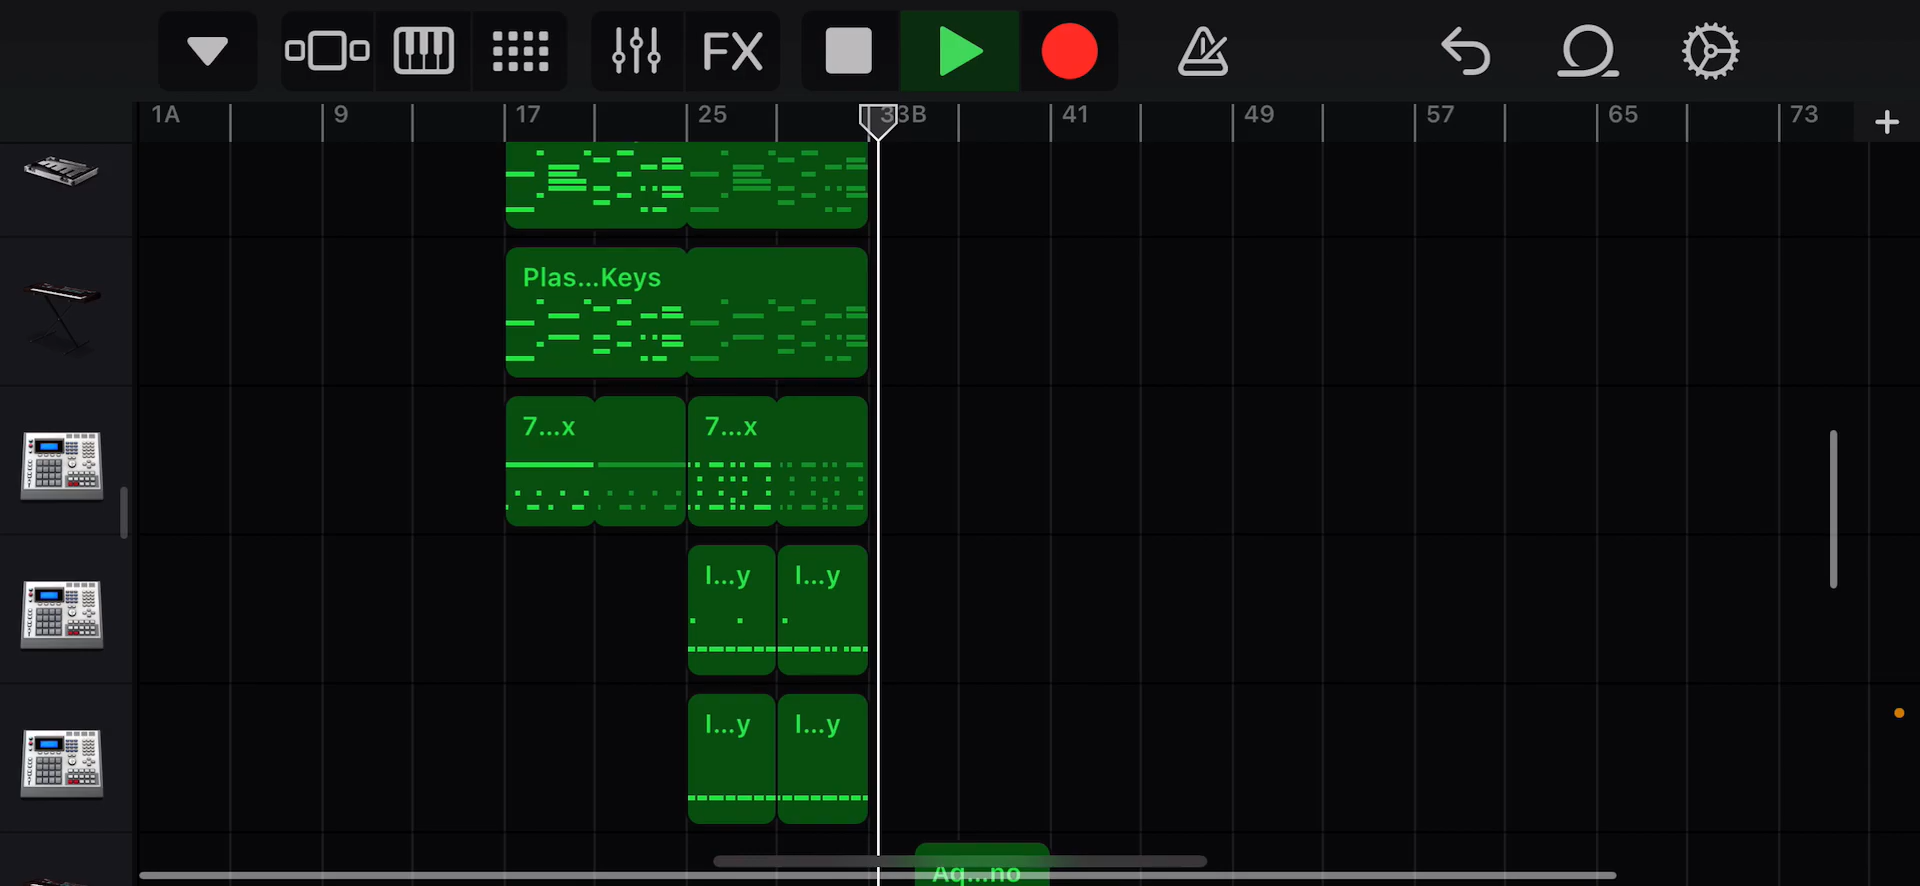 FX
1A 9 17 25 33B 41 49 57 65 73
Plas...Keys
7...x 7...x
I...y I...y
I...y I...y
Aq...no